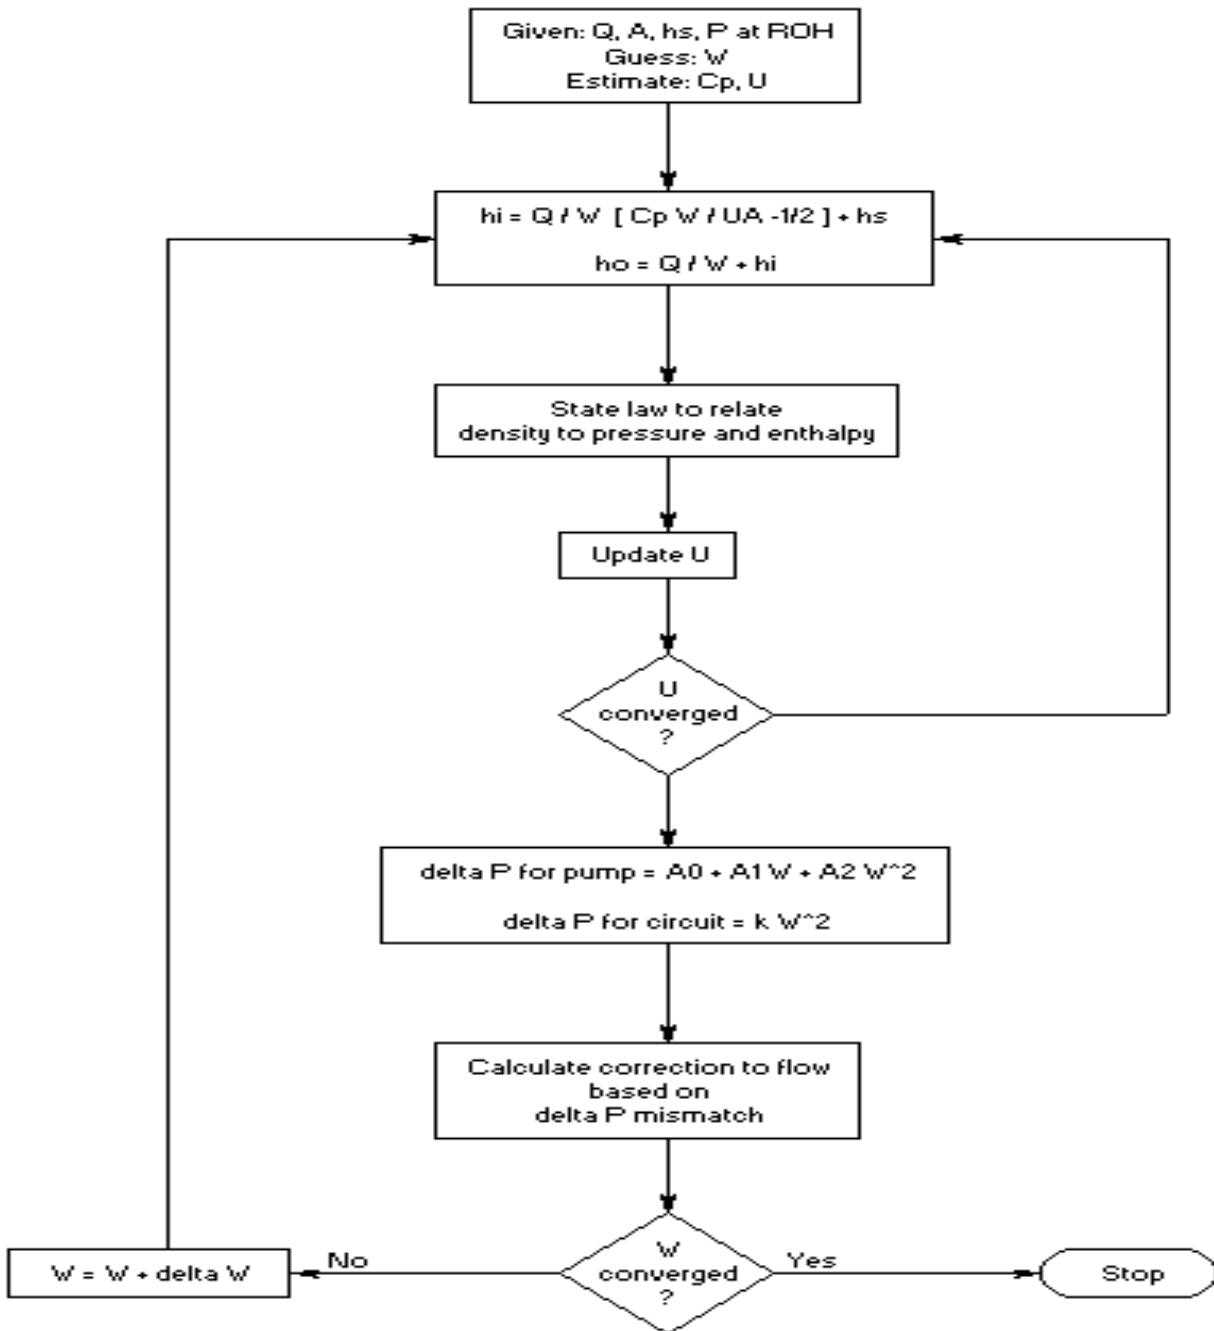 Given: Q, A, hs, P at ROH
Guess: W
Estimate: Cp, U
hi = Q / W [ Cp W / UA -1/2 ] + hs
ho = Q / W + hi
State law to relate
density to pressure and enthalpy
Update U
U
converged
?
delta P for pump = A0 + A1 W + A2 W^2
delta P for circuit = k W^2
Calculate correction to flow
based on
delta P mismatch
W
converged
?
No
Yes
W = W + delta W
Stop